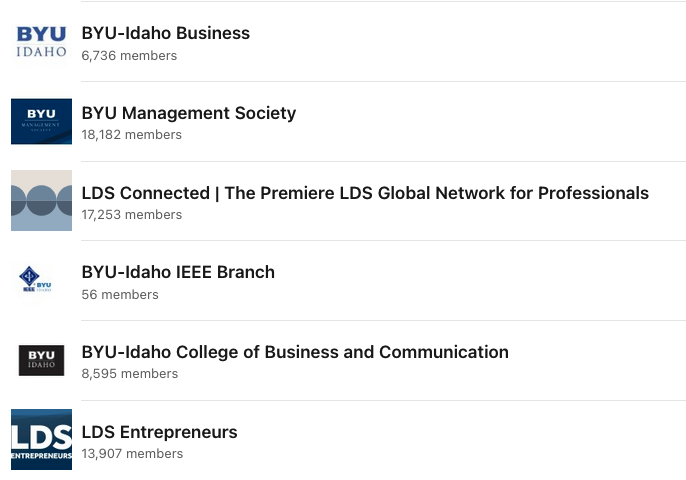 BYU
IDAHO
BYU-Idaho Business
6,736 members
BYU
MANAGEMENT
SOCIETY
BYU Management Society
18,182 members
LDS Connected | The Premiere LDS Global Network for Professionals
17,253 members
IEEE BYU
BYU-Idaho IEEE Branch
56 members
BYU
IDAHO
BYU-Idaho College of Business and Communication
8,595 members
LDS
ENTREPRENEURS
LDS Entrepreneurs
13,907 members